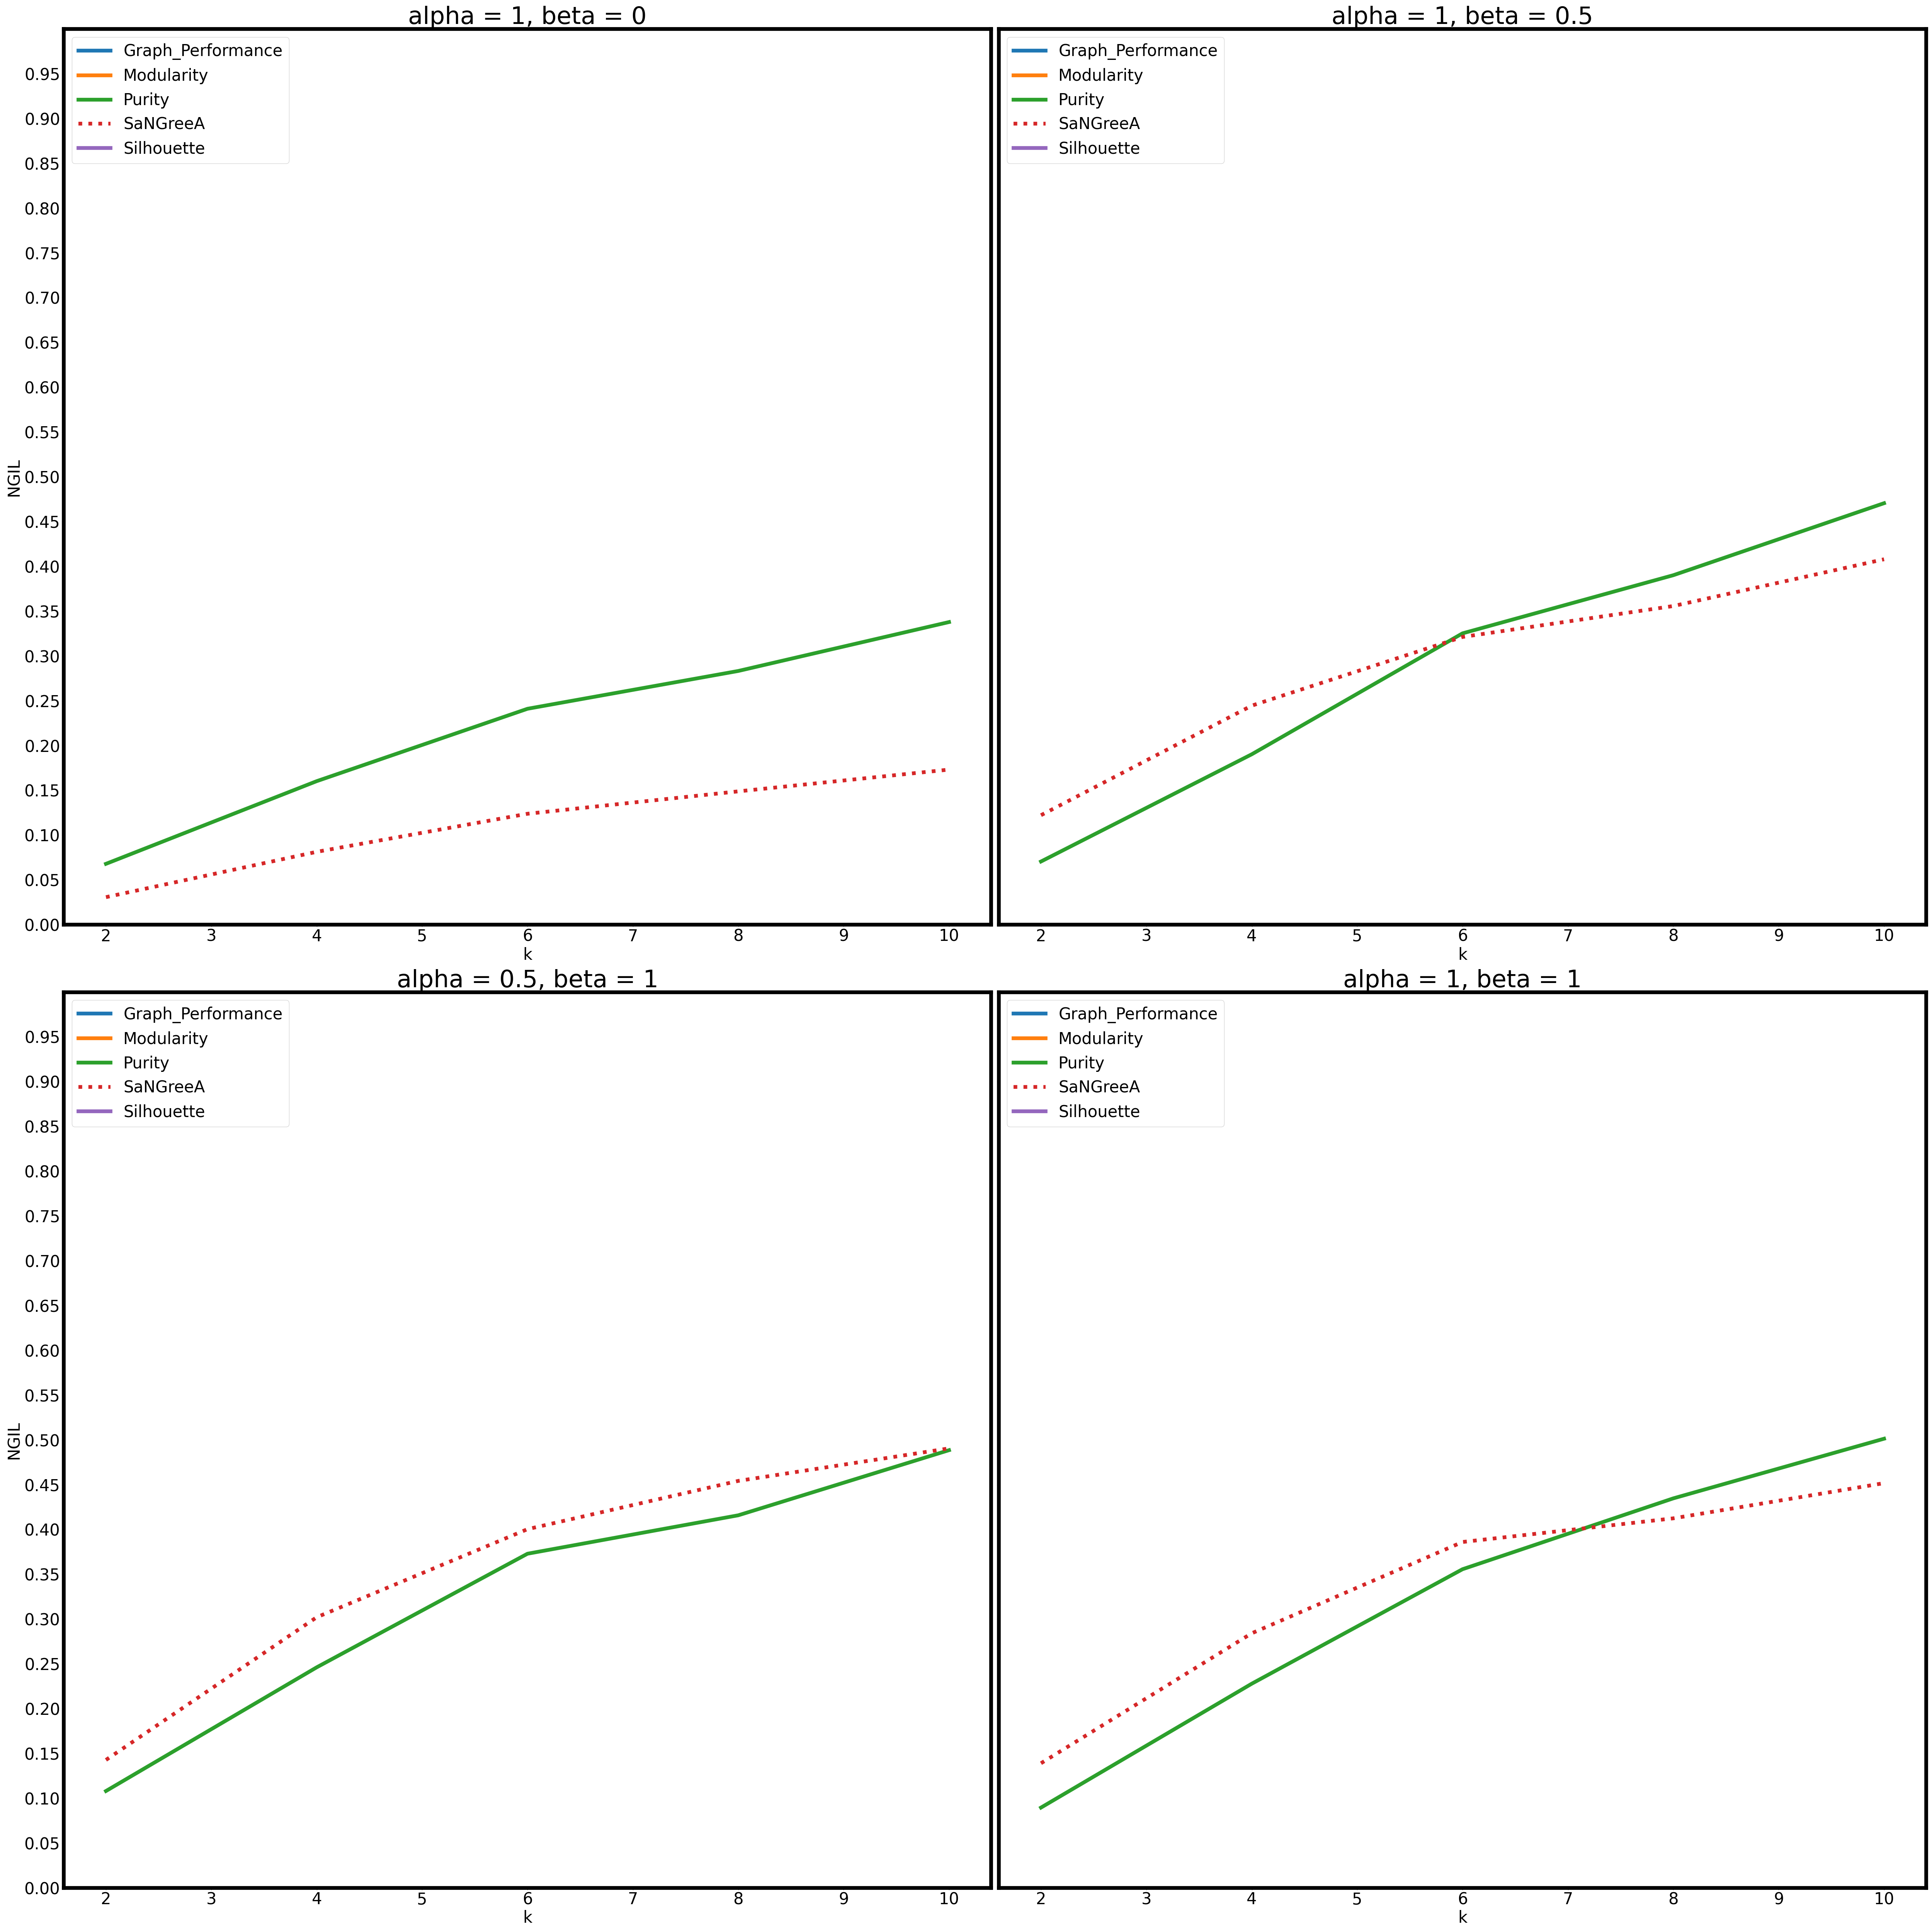 alpha = 1, beta = 0
Graph_Performance
Modularity
Purity
SaNGreeA
Silhouette
0.95
0.90
0.85
0.80
0.75
0.70
0.65
0.60
0.55
0.50
0.45
0.40
0.35
0.30
0.25
0.20
0.15
0.10
0.05
0.00
NGIL
2 3 4 5 6 7 8 9 10
k
alpha = 1, beta = 0.5
Graph_Performance
Modularity
Purity
SaNGreeA
Silhouette
2 3 4 5 6 7 8 9 10
k
alpha = 0.5, beta = 1
Graph_Performance
Modularity
Purity
SaNGreeA
Silhouette
0.95
0.90
0.85
0.80
0.75
0.70
0.65
0.60
0.55
0.50
0.45
0.40
0.35
0.30
0.25
0.20
0.15
0.10
0.05
0.00
NGIL
2 3 4 5 6 7 8 9 10
k
alpha = 1, beta = 1
Graph_Performance
Modularity
Purity
SaNGreeA
Silhouette
2 3 4 5 6 7 8 9 10
k